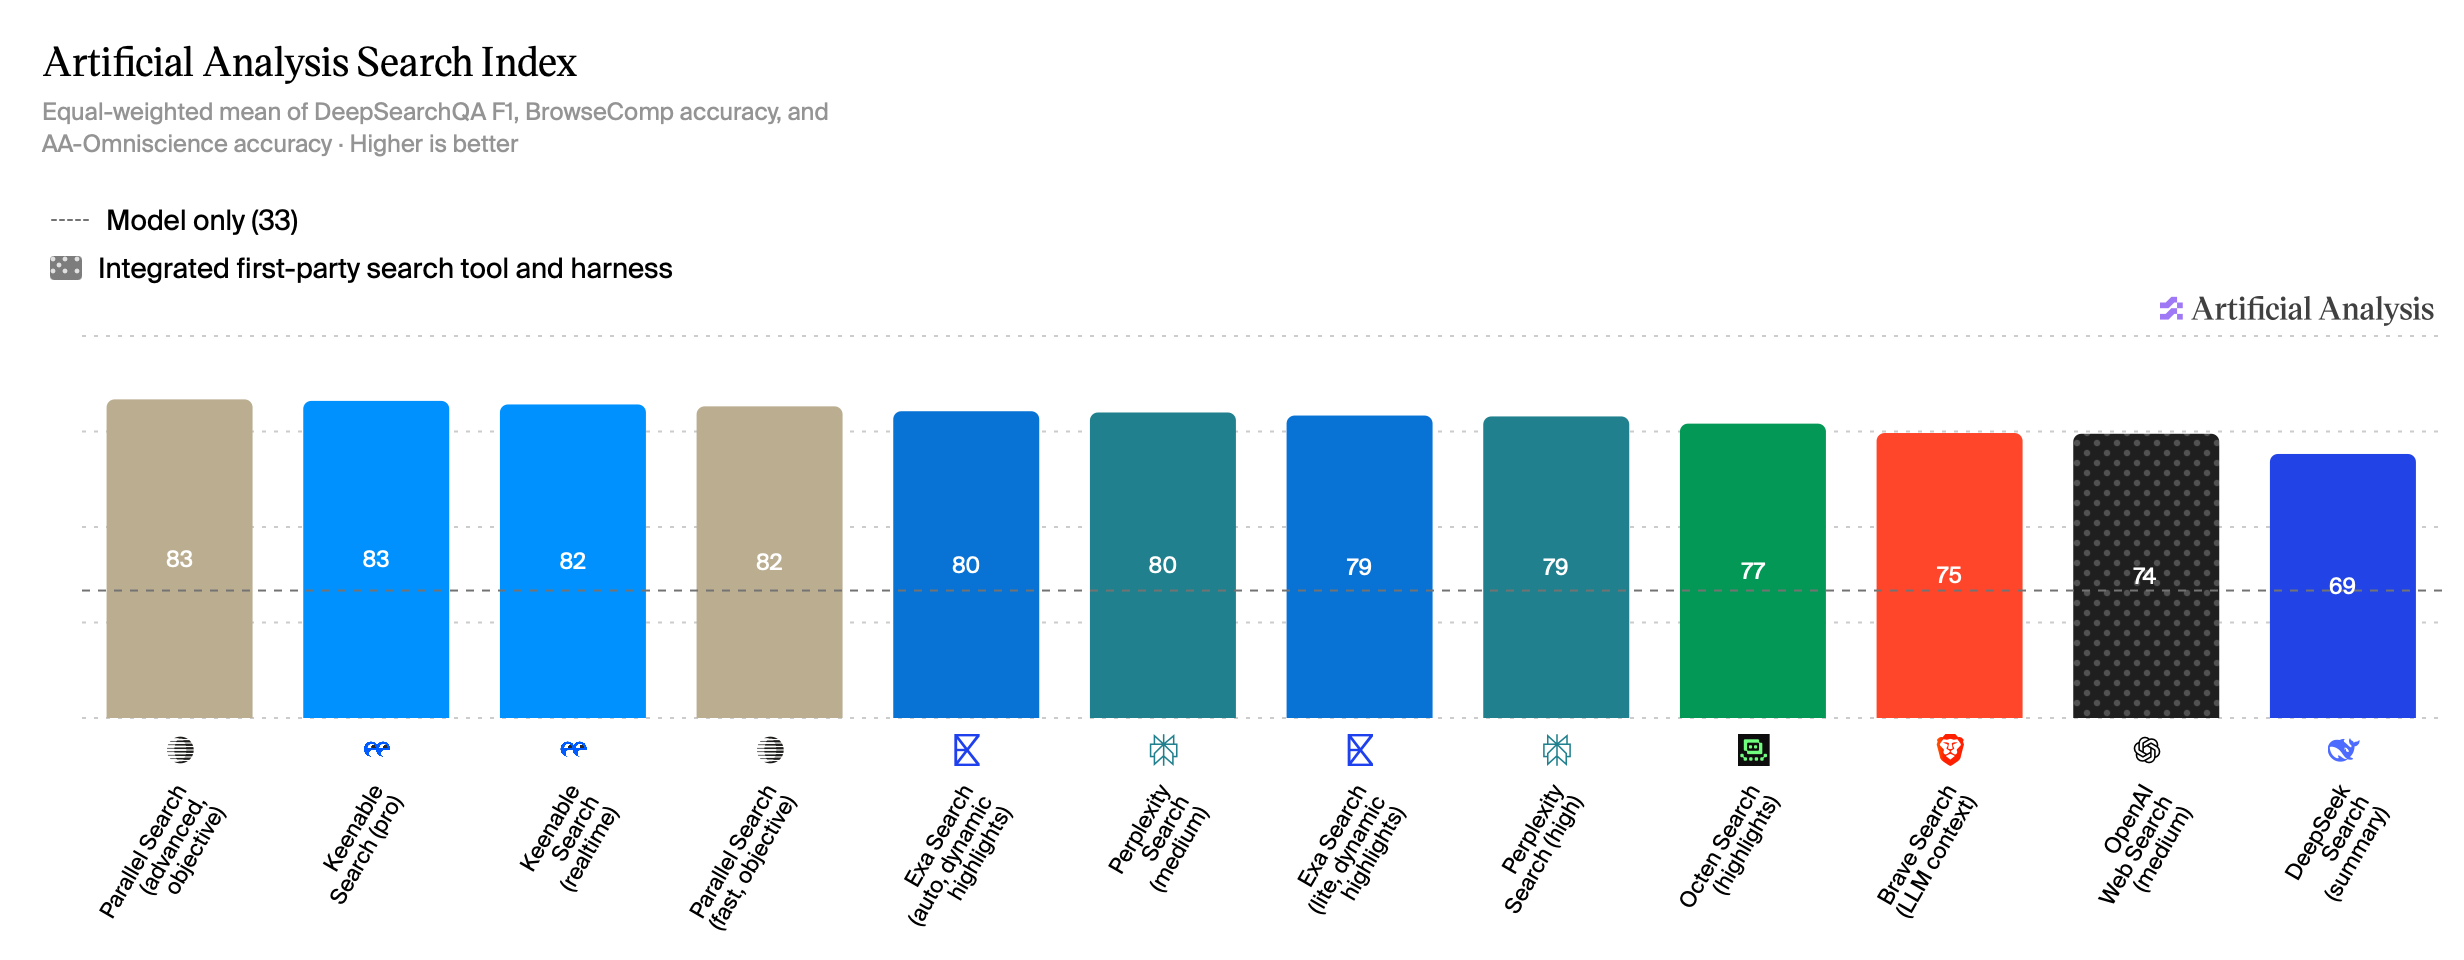 Artificial Analysis Search Index
Equal-weighted mean of DeepSearchQA F1, BrowseComp accuracy, and
AA-Omniscience accuracy · Higher is better
Model only (33)
Integrated first-party search tool and harness
Artificial Analysis
83
83
82
82
80
80
79
79
77
75
74
69
Parallel Search
(advanced,
objective)
Keenable
Search (pro)
Keenable
Search
(realtime)
Parallel Search
(fast, objective)
Exa Search
(auto, dynamic
highlights)
Perplexity
Search
(medium)
Exa Search
(lite, dynamic
highlights)
Perplexity
Search (high)
Octen Search
(highlights)
Brave Search
(LLM context)
OpenAI
Web Search
(medium)
DeepSeek
Search
(summary)